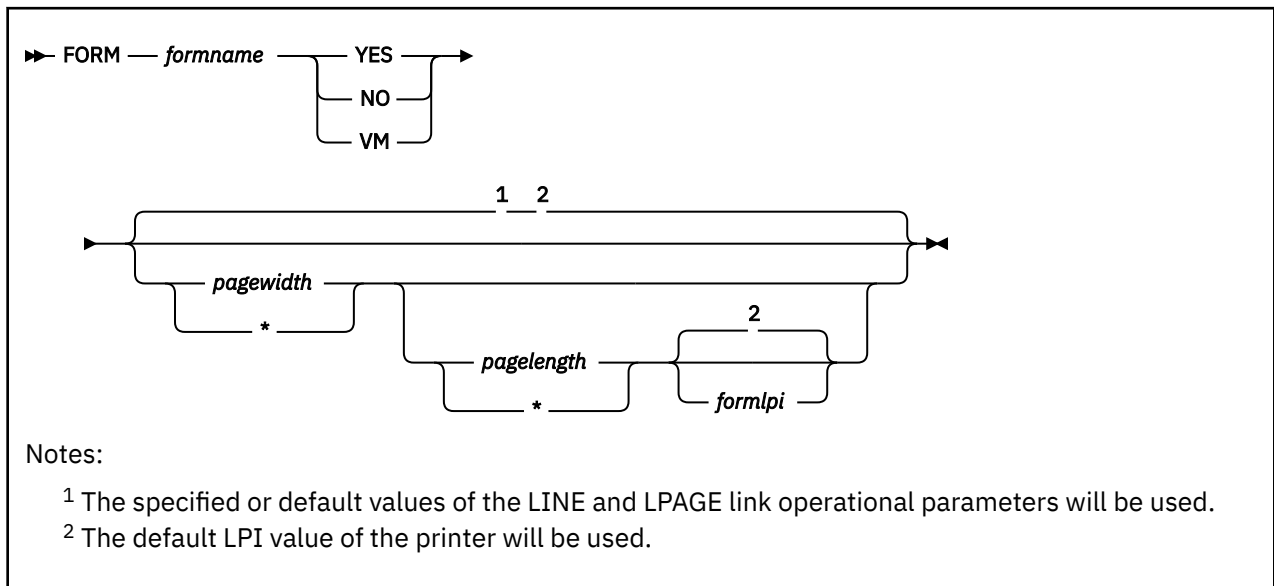 FORM formname YES
NO
VM
1 2
pagewidth
*
2
pagelength
*
formlpi
Notes:
1 The specified or default values of the LINE and LPAGE link operational parameters will be used.
2 The default LPI value of the printer will be used.